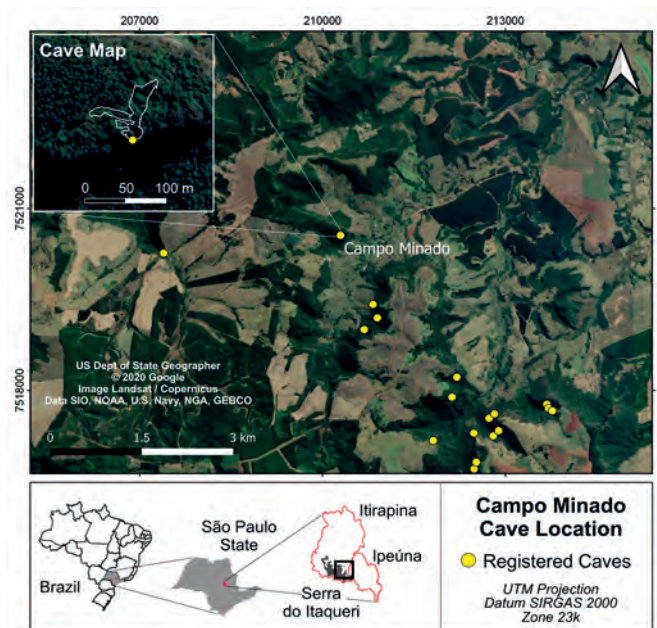 207000
210000
213000
Cave Map
0 50 100 m
7521000
Campo Minado
US Dept of State Geographer
© 2020 Google
Image Landsat / Copernicus
Data SIO, NOAA, U.S. Navy, NGA, GEBCO
7518000
0 1.5 3 km
Brazil
São Paulo
State
Itirapina
Ipeúna
Serra
do Itaqueri
Campo Minado
Cave Location
Registered Caves
UTM Projection
Datum SIRGAS 2000
Zone 23k